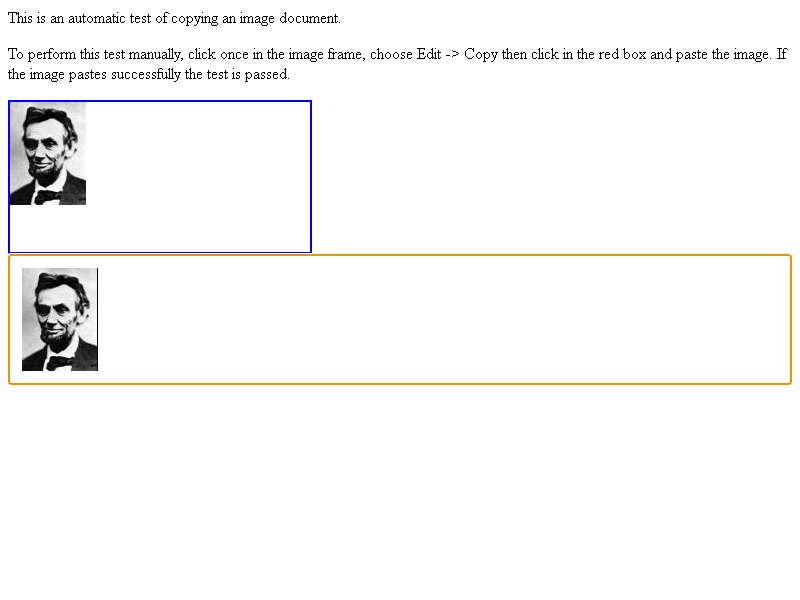 This is an automatic test of copying an image document.
To perform this test manually, click once in the image frame, choose Edit -> Copy then click in the red box and paste the image. If
the image pastes successfully the test is passed.